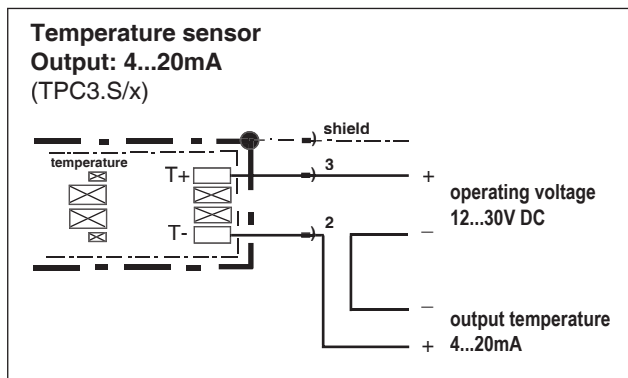 Temperature sensor
Output: 4...20mA
(TPC3.S/x)
shield
temperature
T+
3
+
operating voltage
12...30V DC
T-
2
–
–
output temperature
+
4...20mA